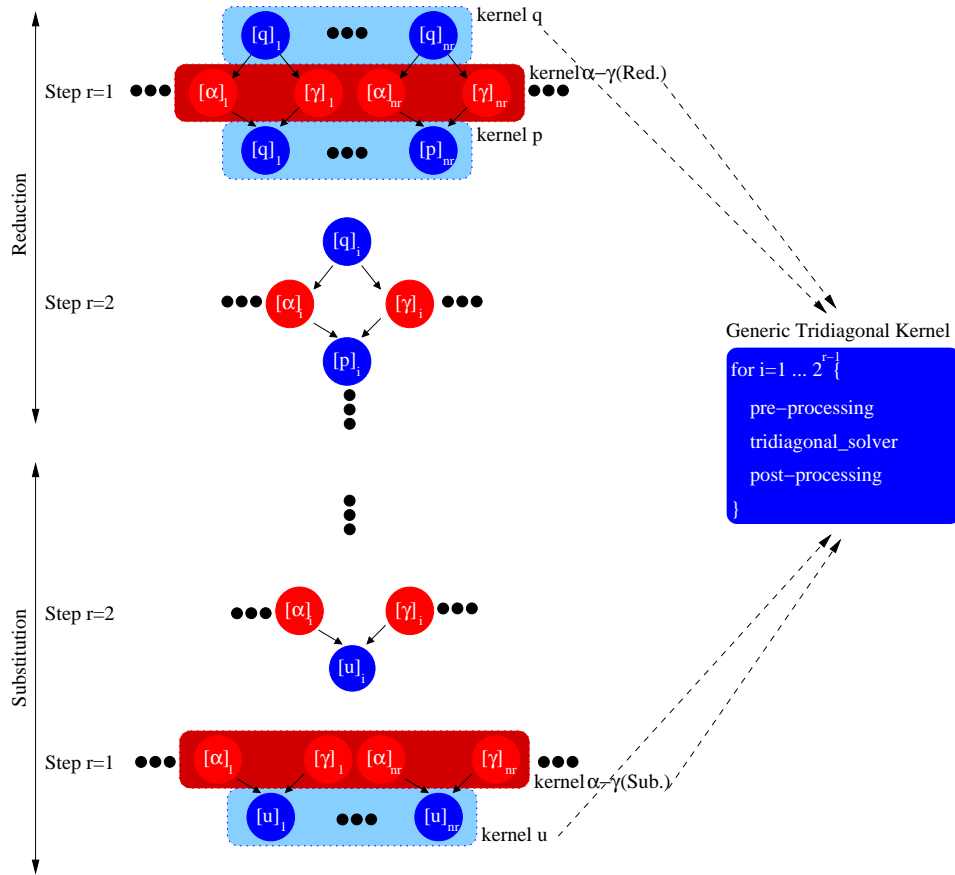 kernel q
[q]1 [q]nr
kernel α−γ(Red.)
Step r=1
[α]1 [γ]1 [α]nr [γ]nr
kernel p
[q]1 [p]nr
Reduction
[q]i
Step r=2
[α]i [γ]i
[p]i
Generic Tridiagonal Kernel
for i=1 ... 2^{r−1} {
pre−processing
tridiagonal_solver
post−processing
}
Substitution
Step r=2
[α]i [γ]i
[u]i
Step r=1
[α]1 [γ]1 [α]nr [γ]nr
kernel α−γ(Sub.)
[u]1 [u]nr
kernel u